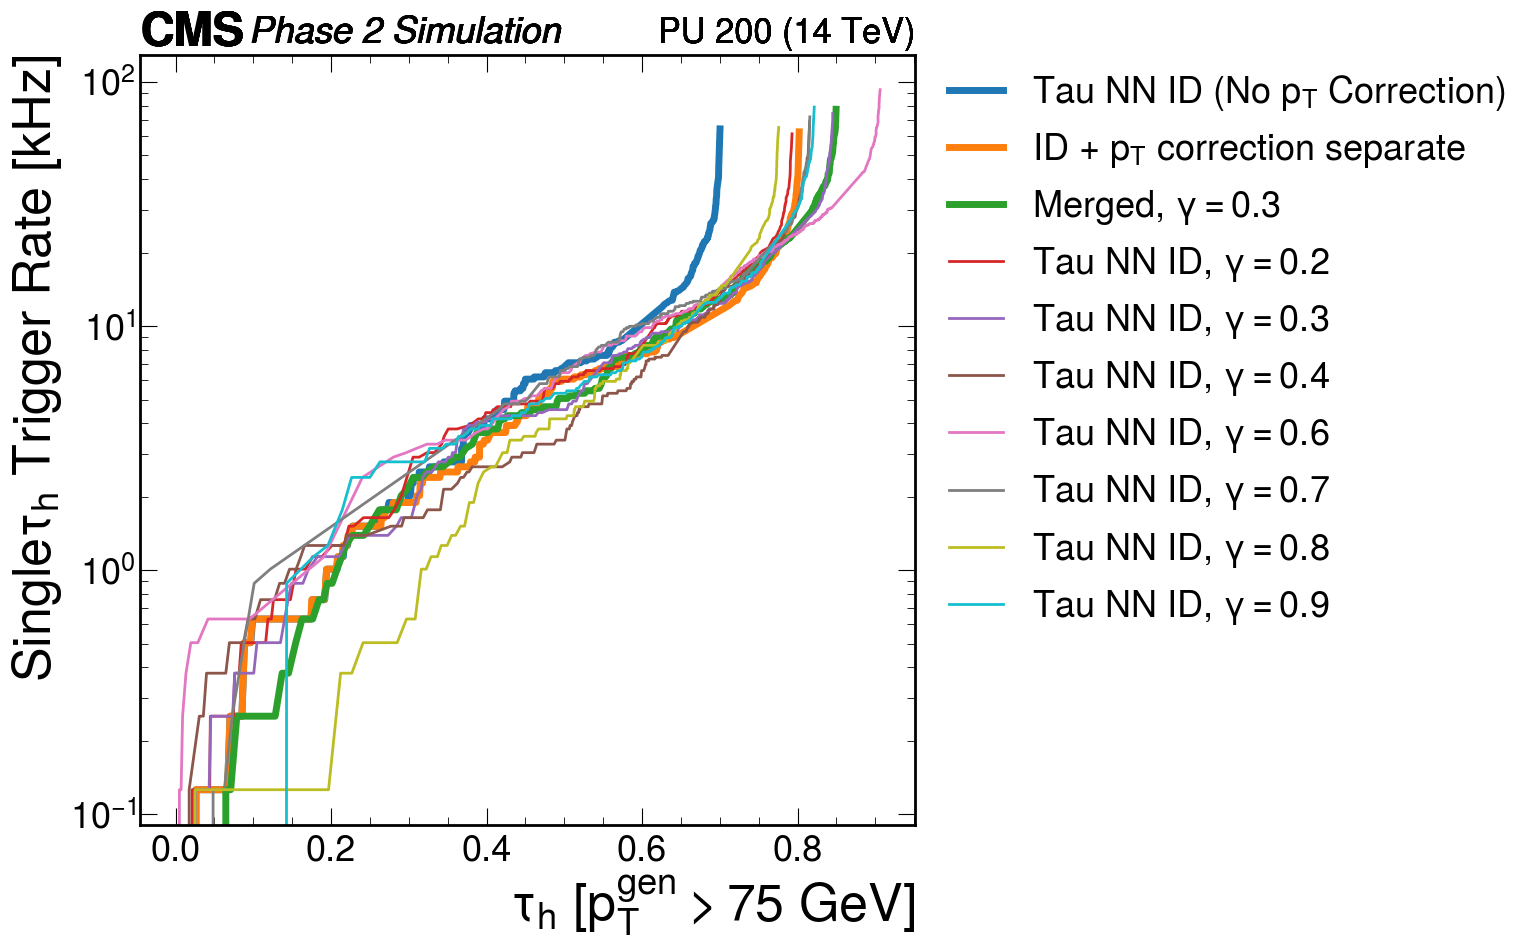 CMS Phase 2 Simulation PU 200 (14 TeV)
Single τh Trigger Rate [kHz]
10²
10¹
10⁰
10⁻¹
0.0 0.2 0.4 0.6 0.8
τh [pTgen > 75 GeV]
Tau NN ID (No pT Correction)
ID + pT correction separate
Merged, γ = 0.3
Tau NN ID, γ = 0.2
Tau NN ID, γ = 0.3
Tau NN ID, γ = 0.4
Tau NN ID, γ = 0.6
Tau NN ID, γ = 0.7
Tau NN ID, γ = 0.8
Tau NN ID, γ = 0.9